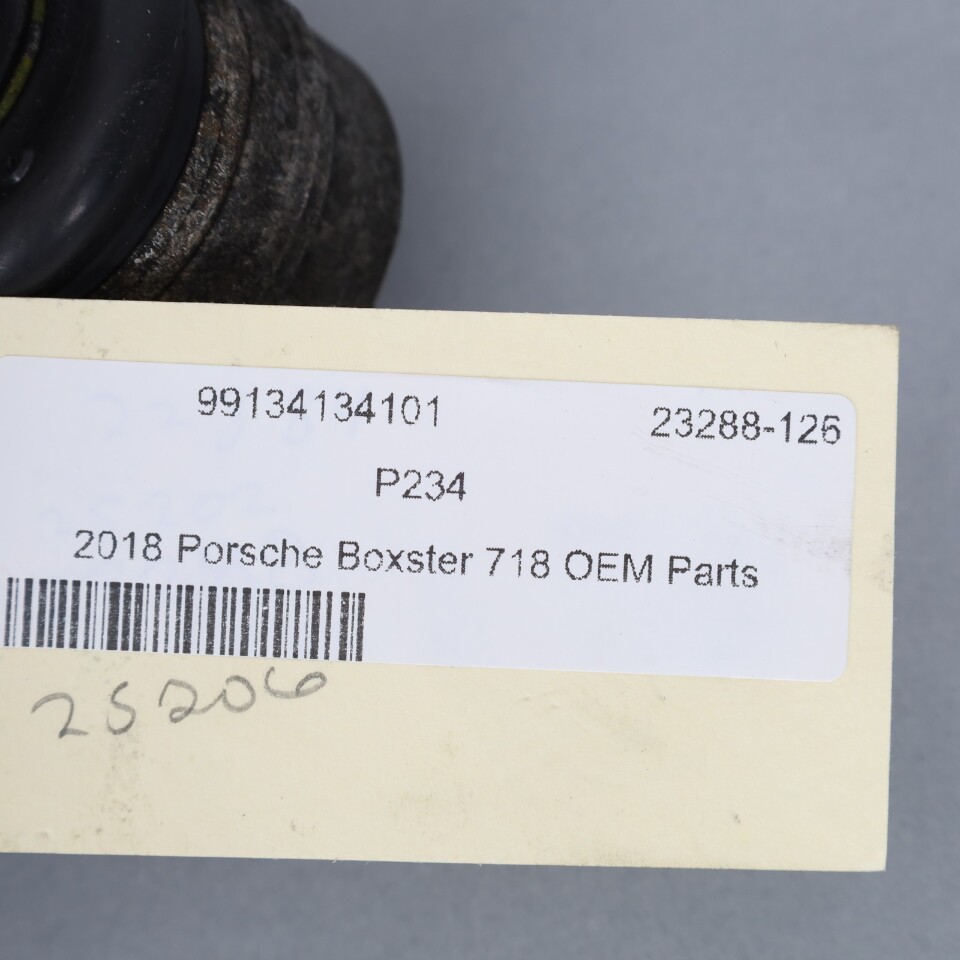 99134134101 23288-126
P234
2018 Porsche Boxster 718 OEM Parts
25206